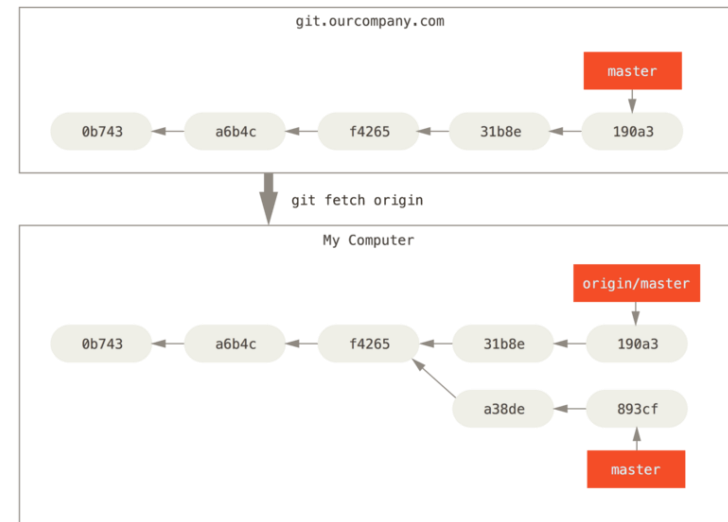 git.ourcompany.com
master
0b743 a6b4c f4265 31b8e 190a3
git fetch origin
My Computer
origin/master
0b743 a6b4c f4265 31b8e 190a3
a38de 893cf
master